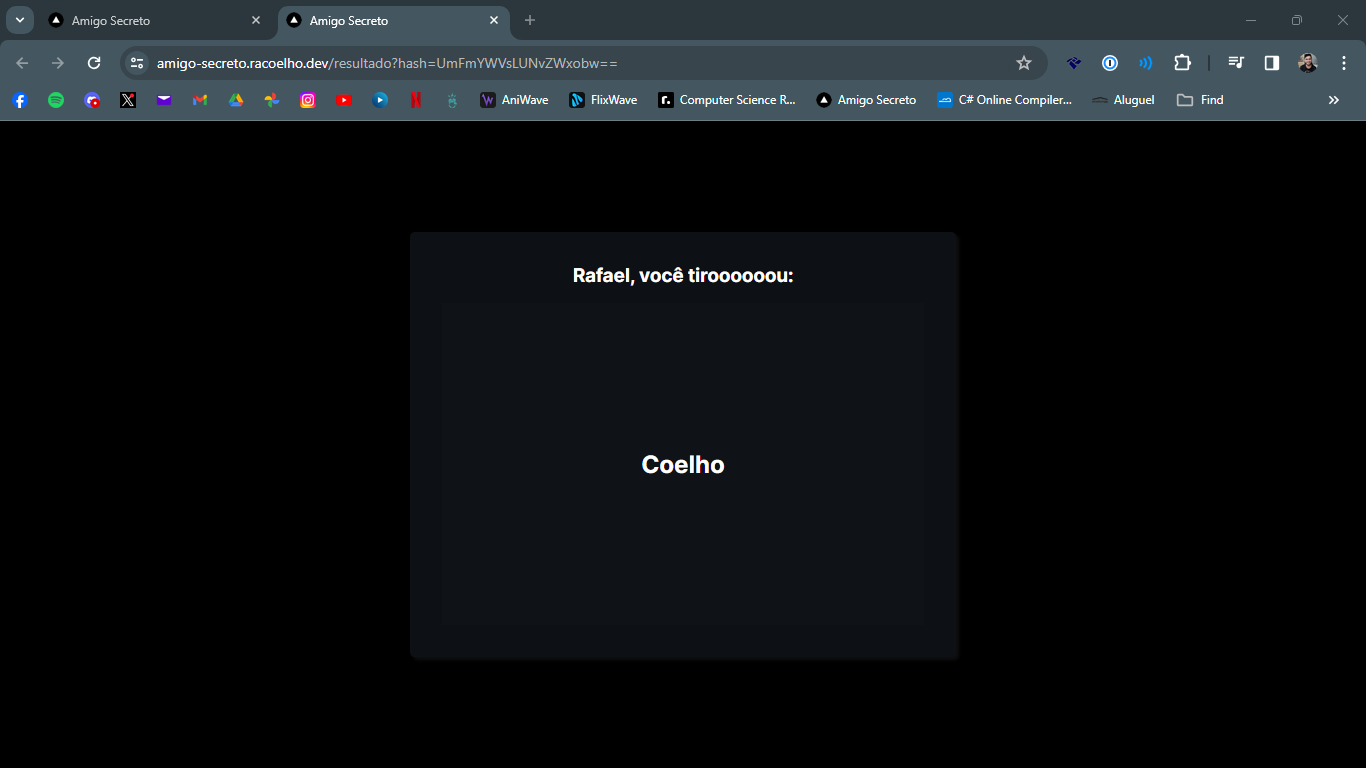 Amigo Secreto
Amigo Secreto
amigo-secreto.racoelho.dev/resultado?hash=UmFmYWVsLUNvZWxobw==
AniWave
FlixWave
Computer Science R...
Amigo Secreto
C# Online Compiler...
Aluguel
Find
Rafael, você tiroooooou:
Coelho